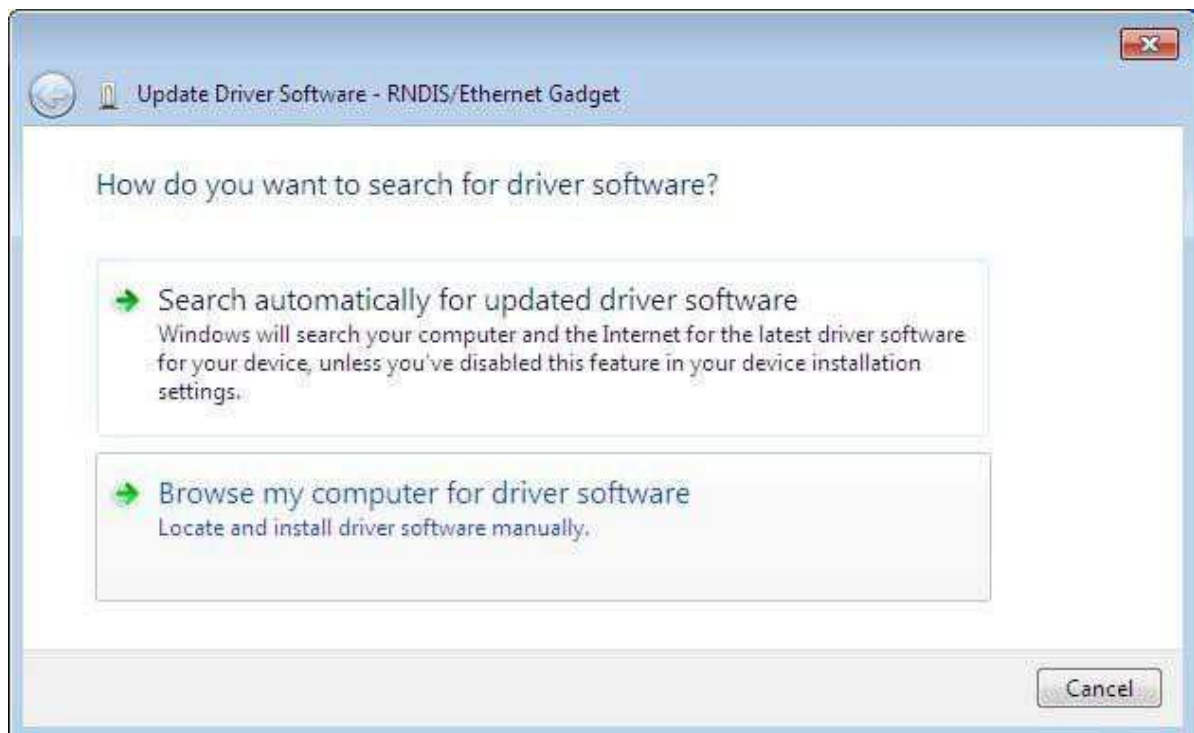 Update Driver Software - RNDIS/Ethernet Gadget
How do you want to search for driver software?
Search automatically for updated driver software
Windows will search your computer and the Internet for the latest driver software
for your device, unless you've disabled this feature in your device installation
settings.
Browse my computer for driver software
Locate and install driver software manually.
Cancel